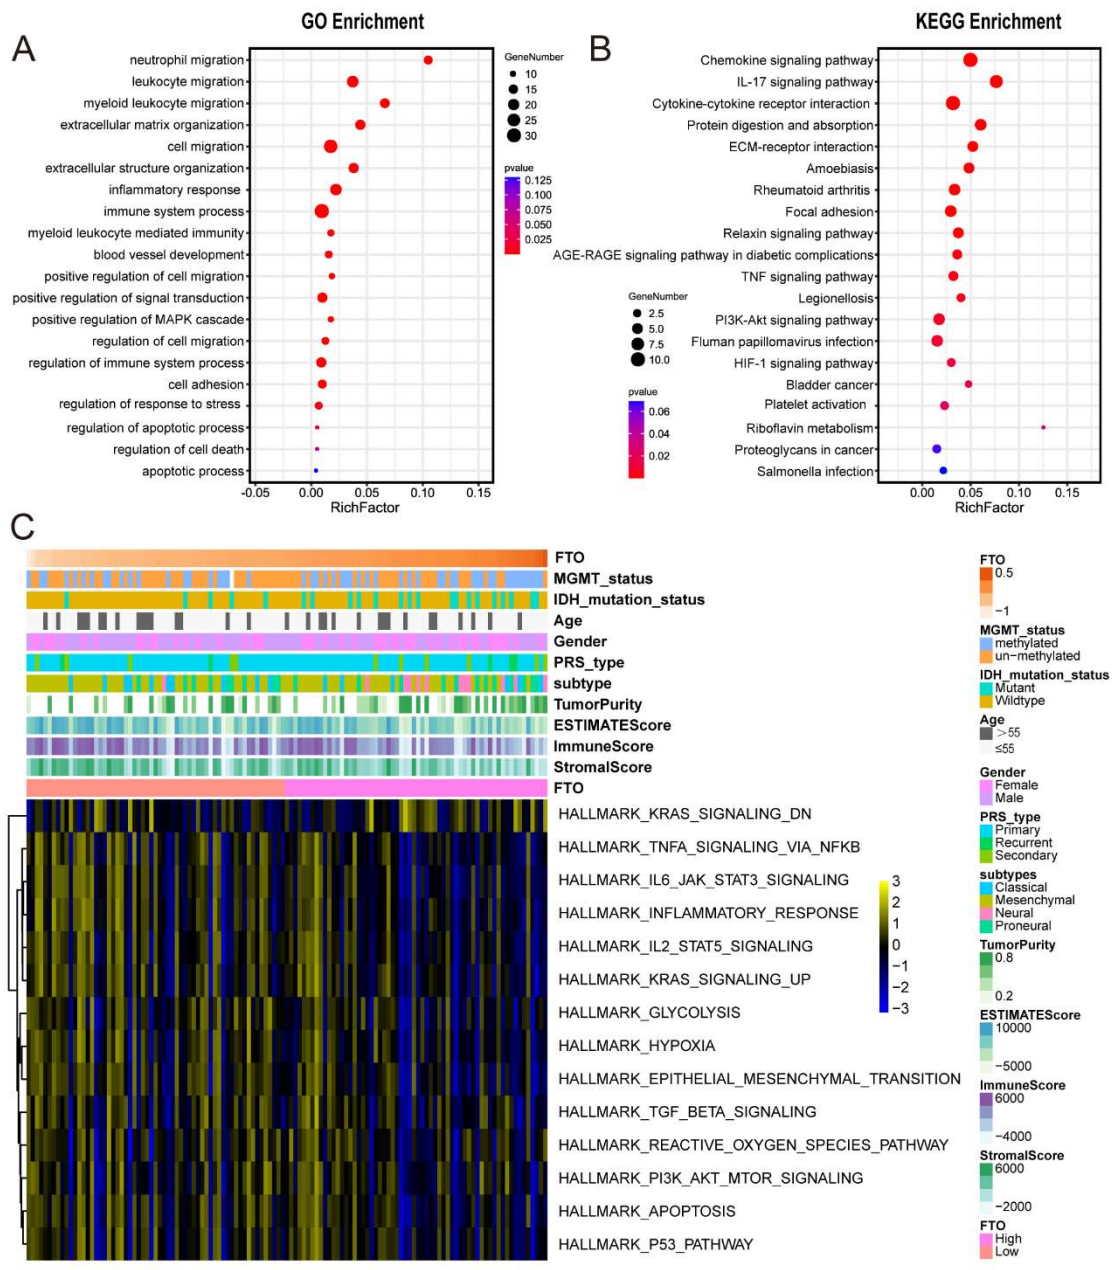 GO Enrichment
KEGG Enrichment
A
neutrophil migration
leukocyte migration
myeloid leukocyte migration
extracellular matrix organization
cell migration
extracellular structure organization
inflammatory response
immune system process
myeloid leukocyte mediated immunity
blood vessel development
positive regulation of cell migration
positive regulation of signal transduction
positive regulation of MAPK cascade
regulation of cell migration
regulation of immune system process
cell adhesion
regulation of response to stress
regulation of apoptotic process
regulation of cell death
apoptotic process
-0.05 0.00 0.05 0.10 0.15
RichFactor
GeneNumber
10
15
20
25
30
pvalue
0.125
0.100
0.075
0.050
0.025
B
Chemokine signaling pathway
IL-17 signaling pathway
Cytokine-cytokine receptor interaction
Protein digestion and absorption
ECM-receptor interaction
Amoebiasis
Rheumatoid arthritis
Focal adhesion
Relaxin signaling pathway
AGE-RAGE signaling pathway in diabetic complications
TNF signaling pathway
Legionellosis
PI3K-Akt signaling pathway
Fluman papillomavirus infection
HIF-1 signaling pathway
Bladder cancer
Platelet activation
Riboflavin metabolism
Proteoglycans in cancer
Salmonella infection
0.00 0.05 0.10 0.15
RichFactor
GeneNumber
2.5
5.0
7.5
10.0
pvalue
0.06
0.04
0.02
C
FTO
MGMT_status
IDH_mutation_status
Age
Gender
PRS_type
subtype
TumorPurity
ESTIMATEScore
ImmuneScore
StromalScore
FTO
HALLMARK_KRAS_SIGNALING_DN
HALLMARK_TNFA_SIGNALING_VIA_NFKB
HALLMARK_IL6_JAK_STAT3_SIGNALING
HALLMARK_INFLAMMATORY_RESPONSE
HALLMARK_IL2_STAT5_SIGNALING
HALLMARK_KRAS_SIGNALING_UP
HALLMARK_GLYCOLYSIS
HALLMARK_HYPOXIA
HALLMARK_EPITHELIAL_MESENCHYMAL_TRANSITION
HALLMARK_TGF_BETA_SIGNALING
HALLMARK_REACTIVE_OXYGEN_SPECIES_PATHWAY
HALLMARK_PI3K_AKT_MTOR_SIGNALING
HALLMARK_APOPTOSIS
HALLMARK_P53_PATHWAY
3
2
1
0
−1
−2
−3
FTO
0.5
−1
MGMT_status
methylated
un−methylated
IDH_mutation_status
Mutant
Wildtype
Age
＞55
≤55
Gender
Female
Male
PRS_type
Primary
Recurrent
Secondary
subtypes
Classical
Mesenchymal
Neural
Proneural
TumorPurity
0.8
0.2
ESTIMATEScore
10000
−5000
ImmuneScore
6000
−4000
StromalScore
6000
−2000
FTO
High
Low